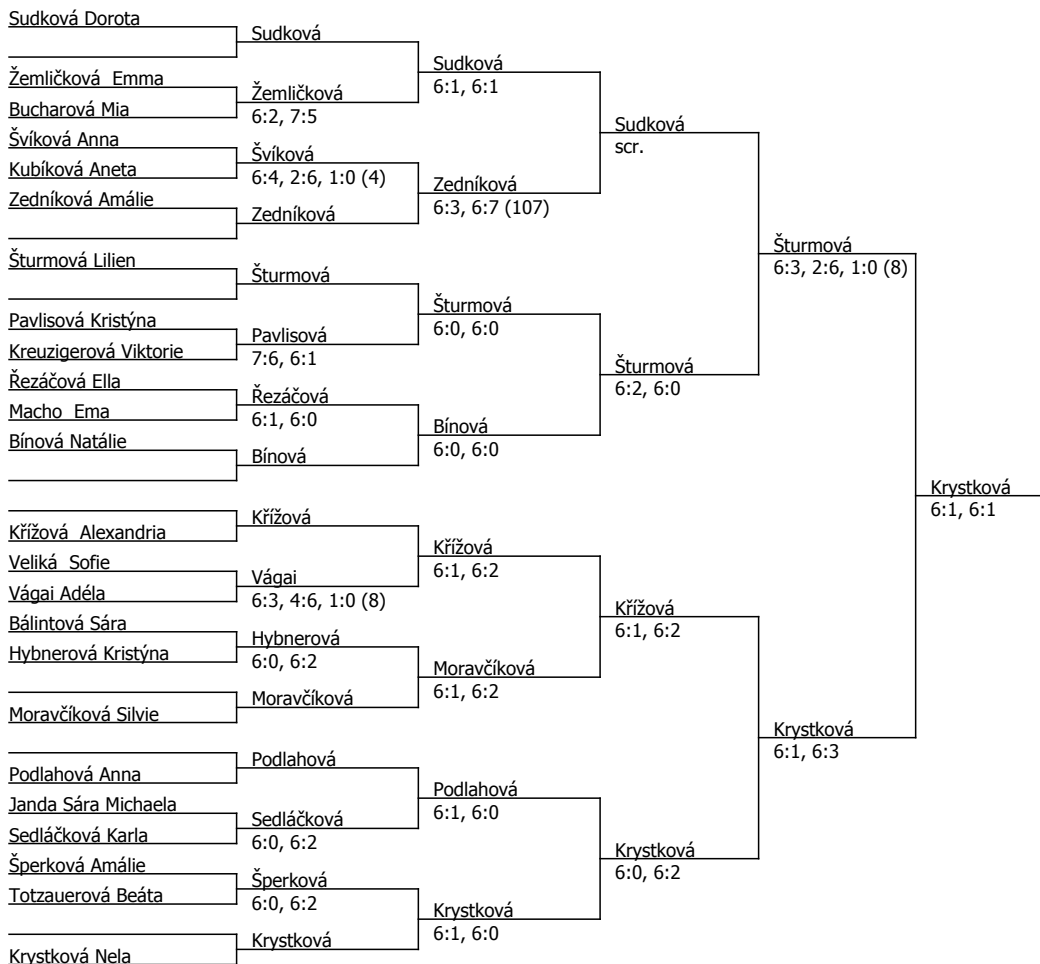 Sudková Dorota
Žemličková  Emma
Bucharová Mia
Švíková Anna
Kubíková Aneta
Zedníková Amálie
Šturmová Lilien
Pavlisová Kristýna
Kreuzigerová Viktorie
Řezáčová Ella
Macho  Ema
Bínová Natálie
Křížová  Alexandria
Veliká  Sofie
Vágai Adéla
Bálintová Sára
Hybnerová Kristýna
Moravčíková Silvie
Podlahová Anna
Janda Sára Michaela
Sedláčková Karla
Šperková Amálie
Totzauerová Beáta
Krystková Nela
Sudková
Žemličková
6:2, 7:5
Švíková
6:4, 2:6, 1:0 (4)
Zedníková
Šturmová
Pavlisová
7:6, 6:1
Řezáčová
6:1, 6:0
Bínová
Křížová
Vágai
6:3, 4:6, 1:0 (8)
Hybnerová
6:0, 6:2
Moravčíková
Podlahová
Sedláčková
6:0, 6:2
Šperková
6:0, 6:2
Krystková
Sudková
6:1, 6:1
Zedníková
6:3, 6:7 (107)
Šturmová
6:0, 6:0
Bínová
6:0, 6:0
Křížová
6:1, 6:2
Moravčíková
6:1, 6:2
Podlahová
6:1, 6:0
Krystková
6:1, 6:0
Sudková
scr.
Šturmová
6:2, 6:0
Křížová
6:1, 6:2
Krystková
6:0, 6:2
Šturmová
6:3, 2:6, 1:0 (8)
Krystková
6:1, 6:3
Krystková
6:1, 6:1